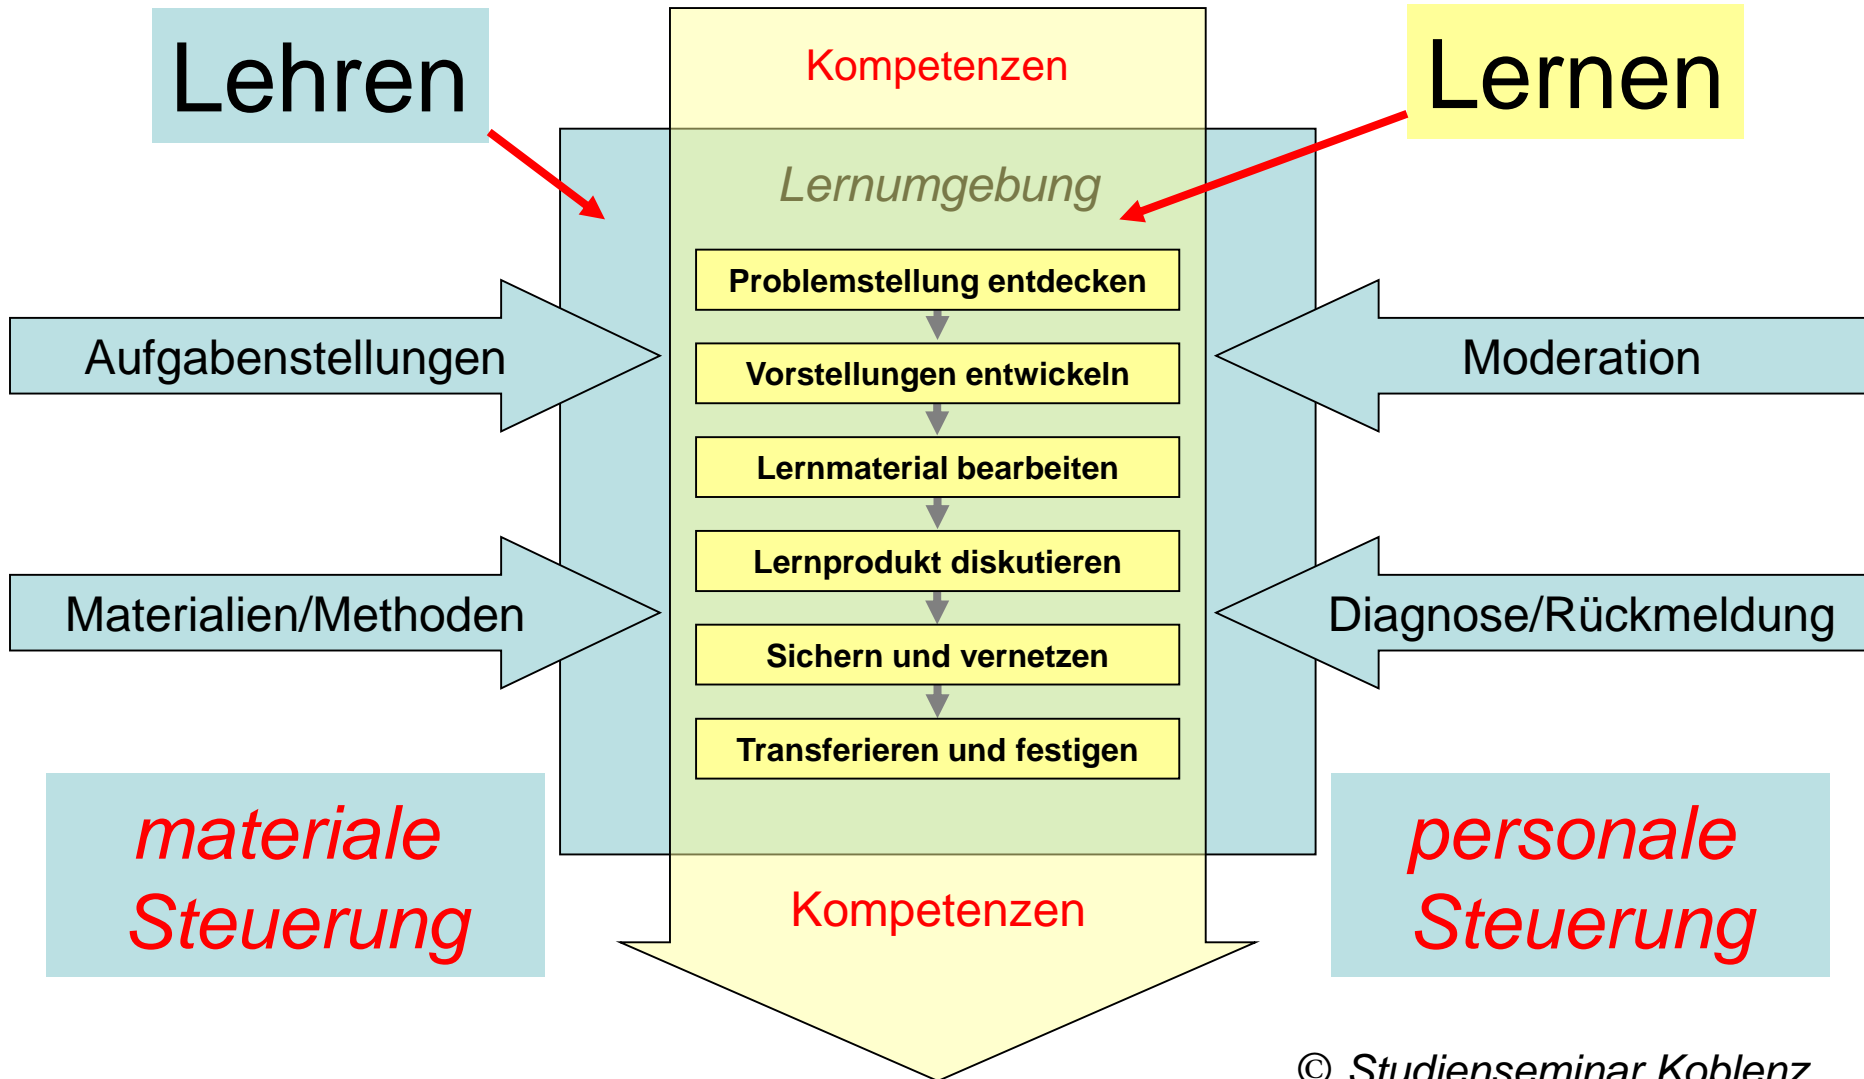 Lehren
Kompetenzen
Lernen
Lernumgebung
Problemstellung entdecken
Aufgabenstellungen
Vorstellungen entwickeln
Moderation
Lernmaterial bearbeiten
Lernprodukt diskutieren
Materialien/Methoden
Diagnose/Rückmeldung
Sichern und vernetzen
Transferieren und festigen
materiale
Steuerung
Kompetenzen
personale
Steuerung
© Studienseminar Koblenz